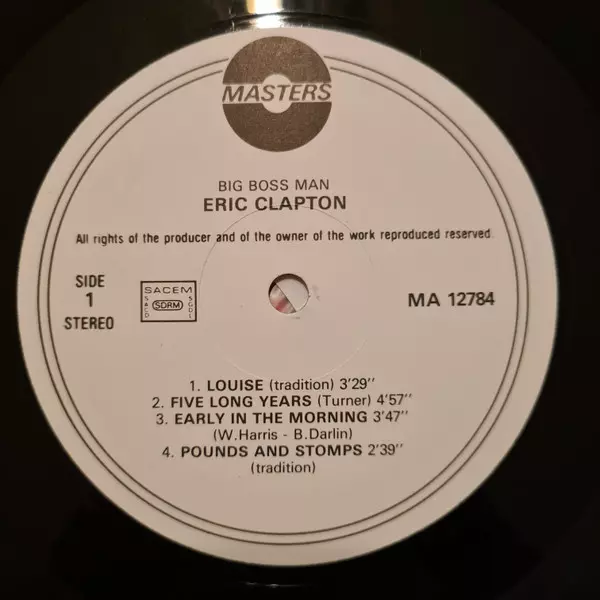 MASTERS
BIG BOSS MAN
ERIC CLAPTON
All rights of the producer and of the owner of the work reproduced reserved.
SIDE
1
STEREO
SACEM
SACD
SDRM
SGDL
MA 12784
1. LOUISE (tradition) 3'29''
2. FIVE LONG YEARS (Turner) 4'57''
3. EARLY IN THE MORNING 3'47''
(W.Harris - B.Darlin)
4. POUNDS AND STOMPS 2'39''
(tradition)